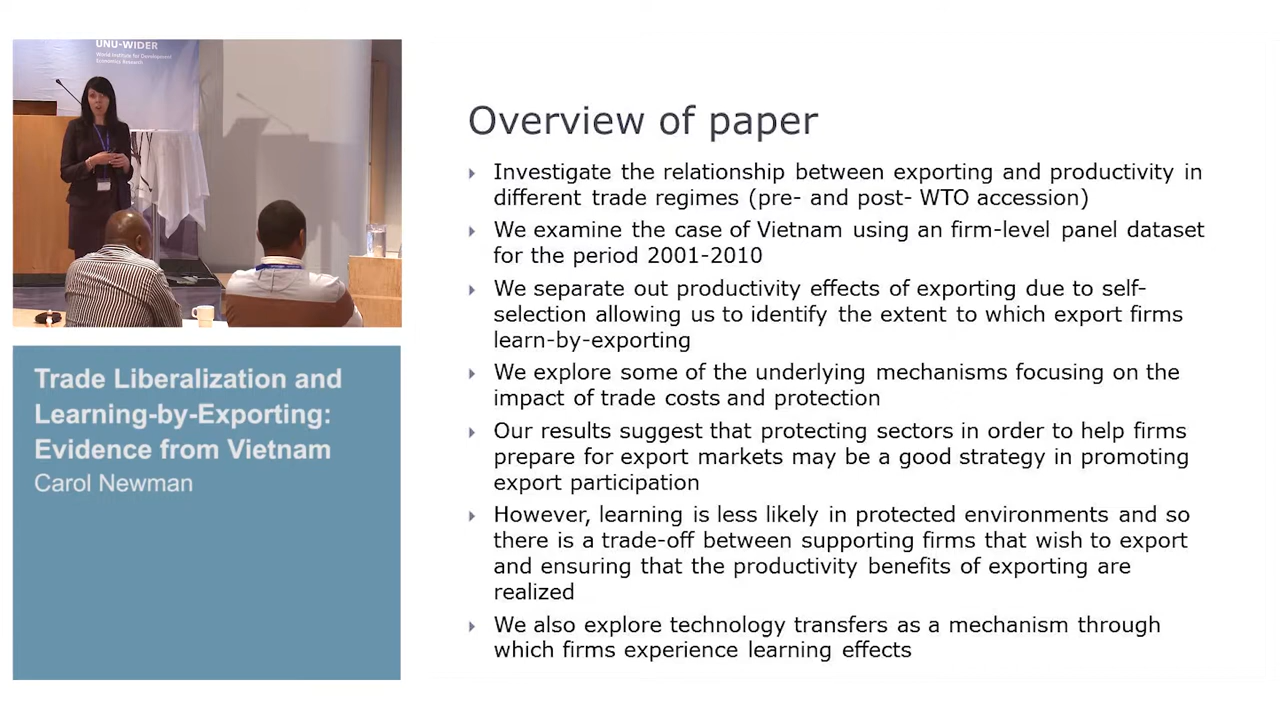 UNU-WIDER
World Institute for Development
Economics Research
Trade Liberalization and
Learning-by-Exporting:
Evidence from Vietnam
Carol Newman
Overview of paper
Investigate the relationship between exporting and productivity in
different trade regimes (pre- and post- WTO accession)
We examine the case of Vietnam using an firm-level panel dataset
for the period 2001-2010
We separate out productivity effects of exporting due to self-
selection allowing us to identify the extent to which export firms
learn-by-exporting
We explore some of the underlying mechanisms focusing on the
impact of trade costs and protection
Our results suggest that protecting sectors in order to help firms
prepare for export markets may be a good strategy in promoting
export participation
However, learning is less likely in protected environments and so
there is a trade-off between supporting firms that wish to export
and ensuring that the productivity benefits of exporting are
realized
We also explore technology transfers as a mechanism through
which firms experience learning effects